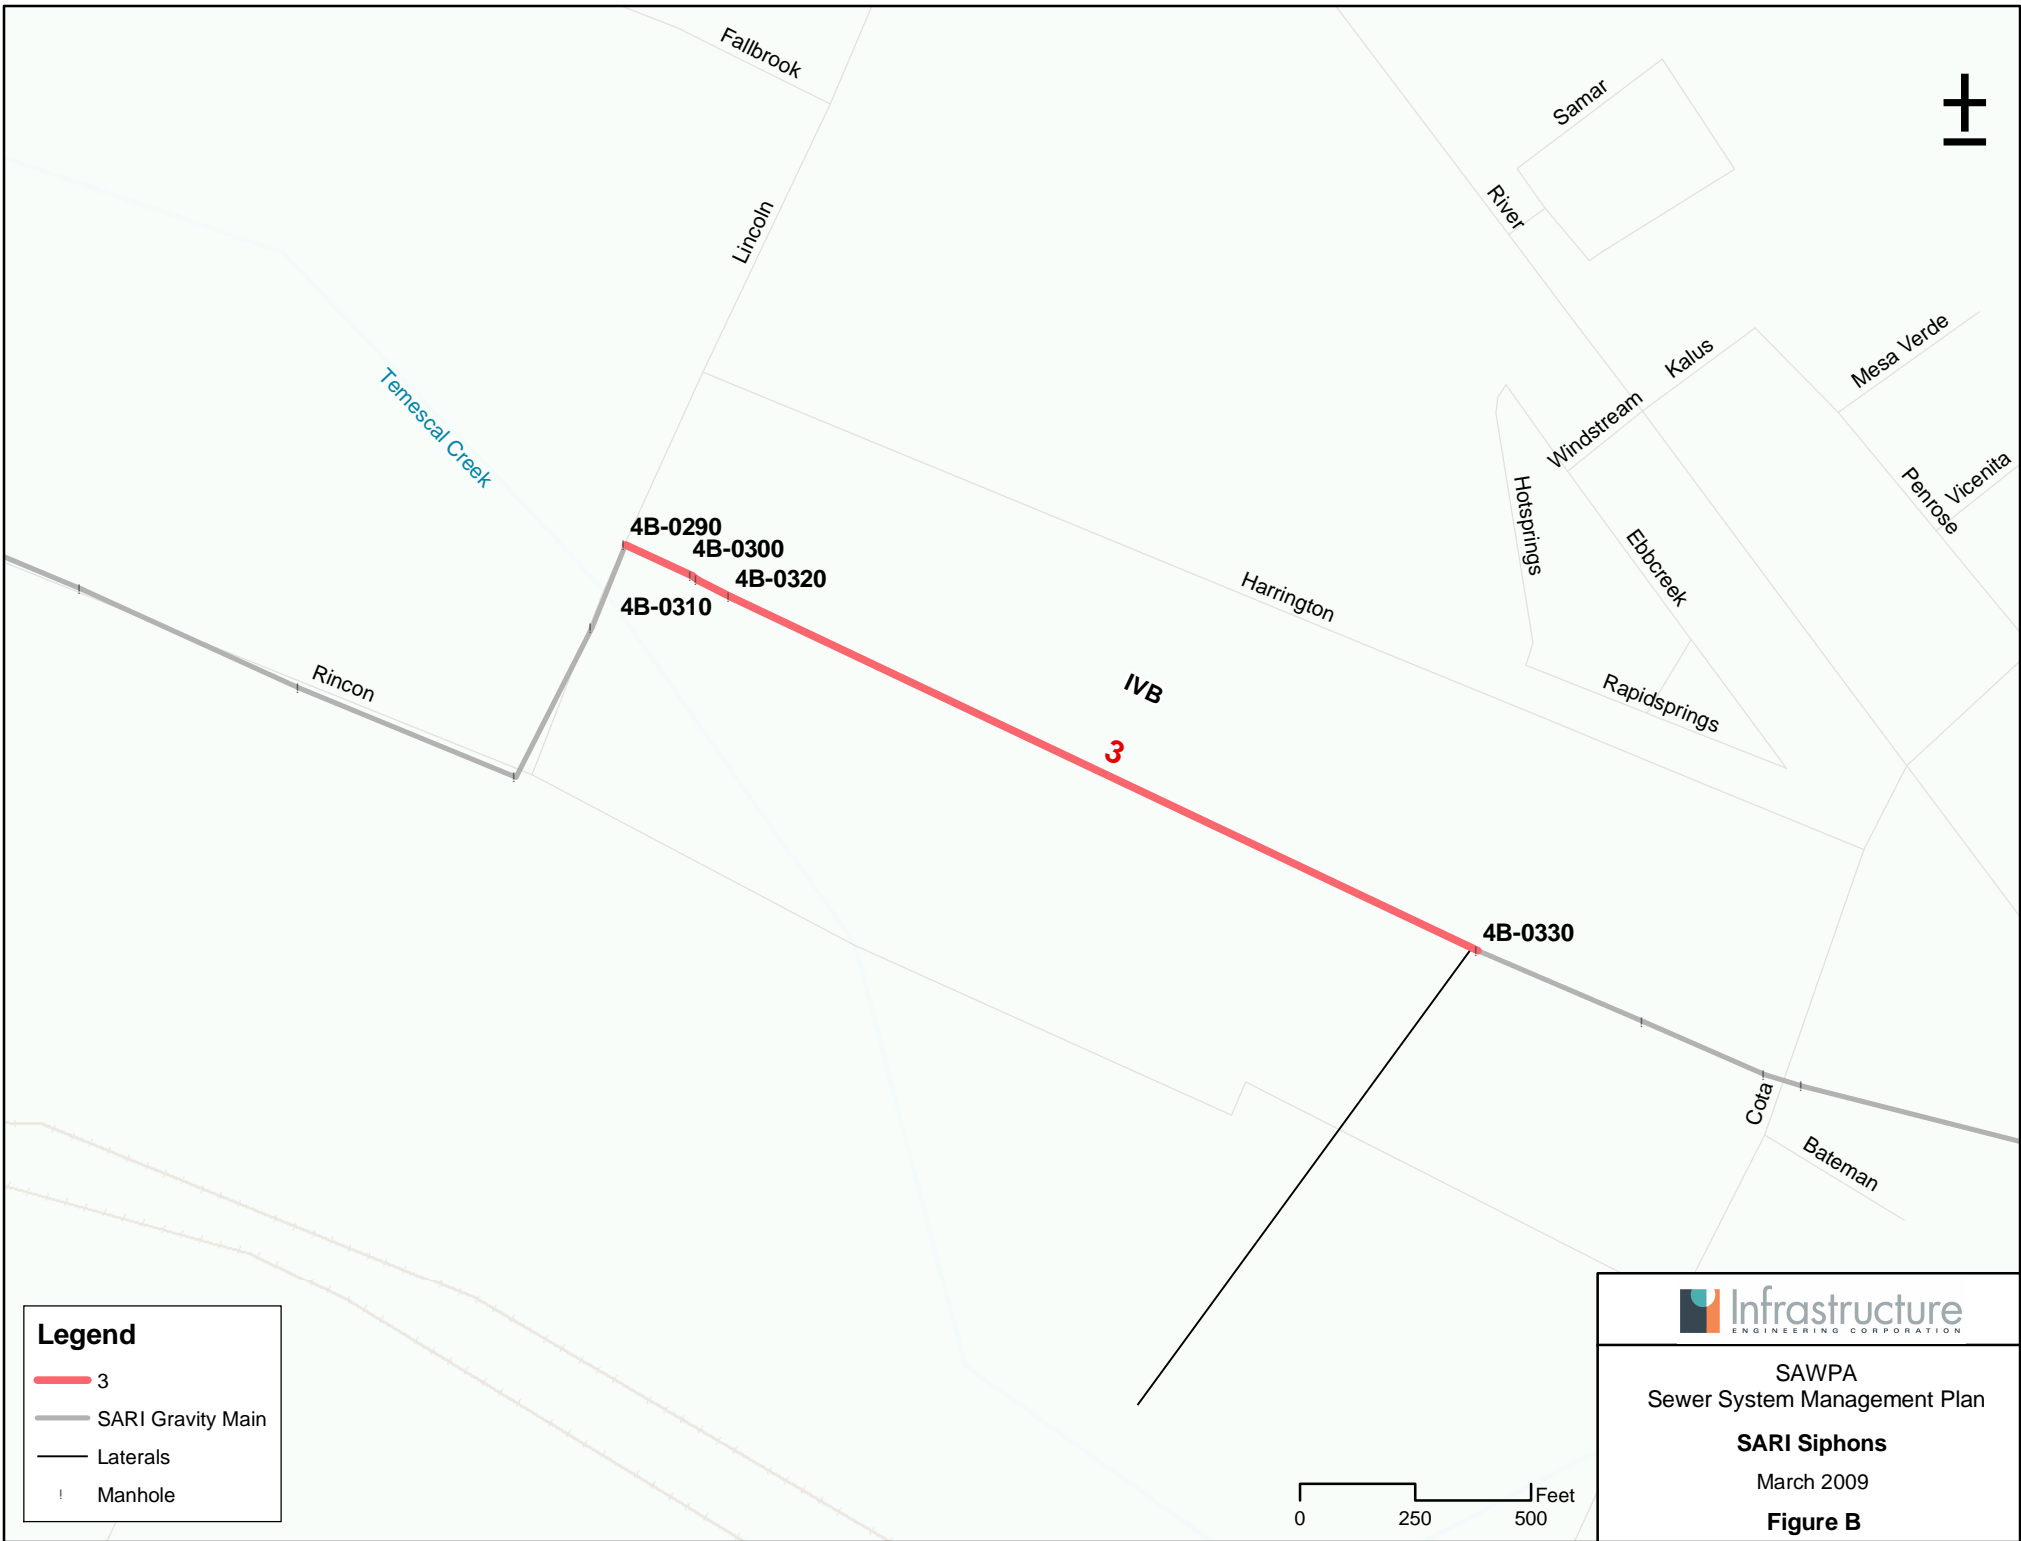 Fallbrook
Samar
±
Lincoln
River
Temescal Creek
Kalus
Mesa Verde
Windstream
Penrose
Vicenita
Hotsprings
Ebbcreek
4B-0290
4B-0300
4B-0320
4B-0310
Harrington
Rincon
IVB
Rapidsprings
3
4B-0330
Cota
Bateman
Legend
3
SARI Gravity Main
Laterals
! Manhole
Feet
0 250 500
Infrastructure
ENGINEERING CORPORATION
SAWPA
Sewer System Management Plan
SARI Siphons
March 2009
Figure B